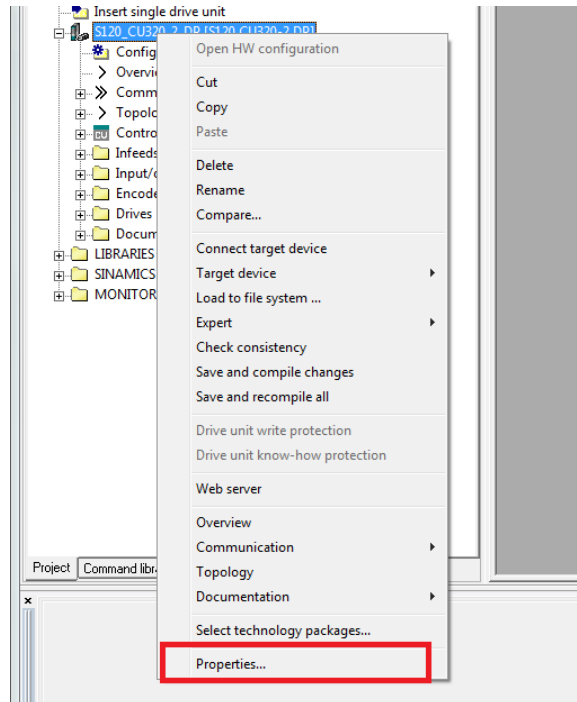 Insert single drive unit
S120_CU320_2_DP [S120 CU320-2 DP]
Config
Overvi
Comm
Topolo
Contro
Infeeds
Input/o
Encode
Drives
Docum
LIBRARIES
SINAMICS
MONITOR
Open HW configuration
Cut
Copy
Paste
Delete
Rename
Compare...
Connect target device
Target device
Load to file system ...
Expert
Check consistency
Save and compile changes
Save and recompile all
Drive unit write protection
Drive unit know-how protection
Web server
Overview
Communication
Topology
Documentation
Select technology packages...
Properties...
Project Command libr